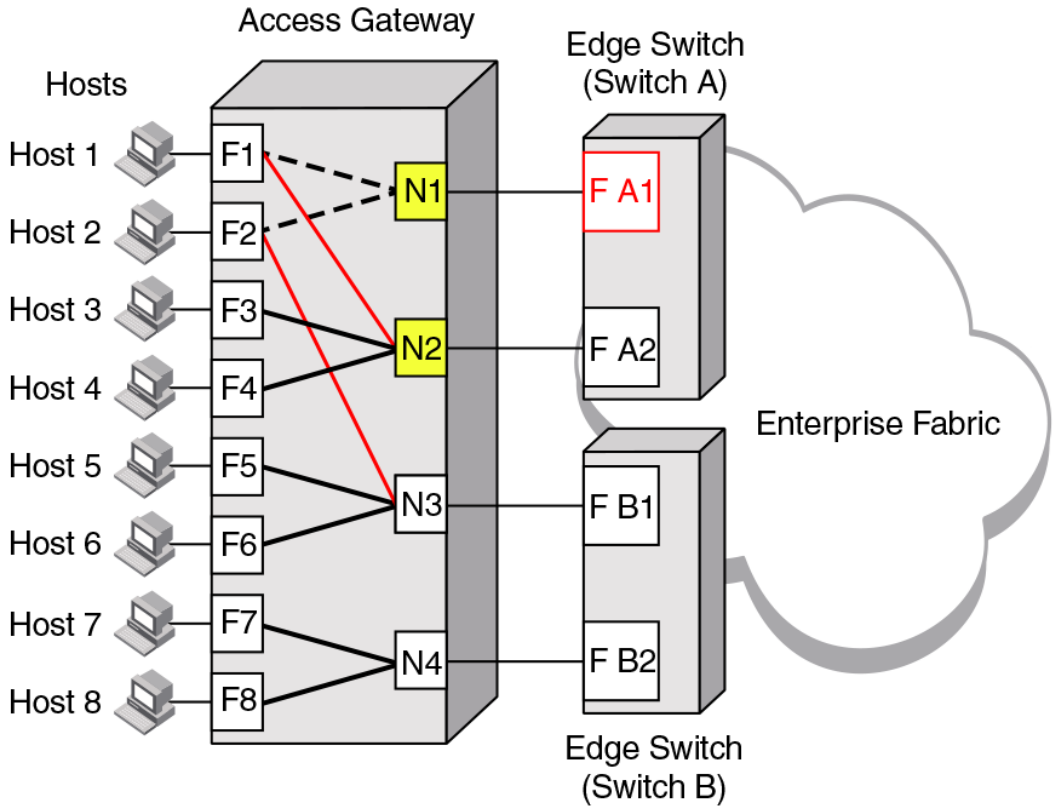 Access Gateway
Edge Switch
(Switch A)
Hosts
Host 1
F1
N1
F A1
Host 2
F2
Host 3
F3
N2
F A2
Host 4
F4
Enterprise Fabric
Host 5
F5
N3
F B1
Host 6
F6
Host 7
F7
N4
F B2
Host 8
F8
Edge Switch
(Switch B)